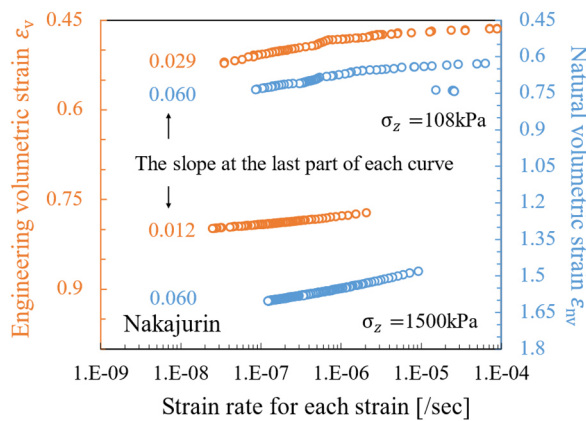 Engineering volumetric strain εv
0.45
0.6
0.75
0.9
0.029
0.060
σz =108kPa
The slope at the last part of each curve
0.012
0.060
Nakajurin
σz =1500kPa
0.45
0.6
0.75
0.9
1.05
1.2
1.35
1.5
1.65
1.8
Natural volumetric strain εnv
1.E-09 1.E-08 1.E-07 1.E-06 1.E-05 1.E-04
Strain rate for each strain [/sec]